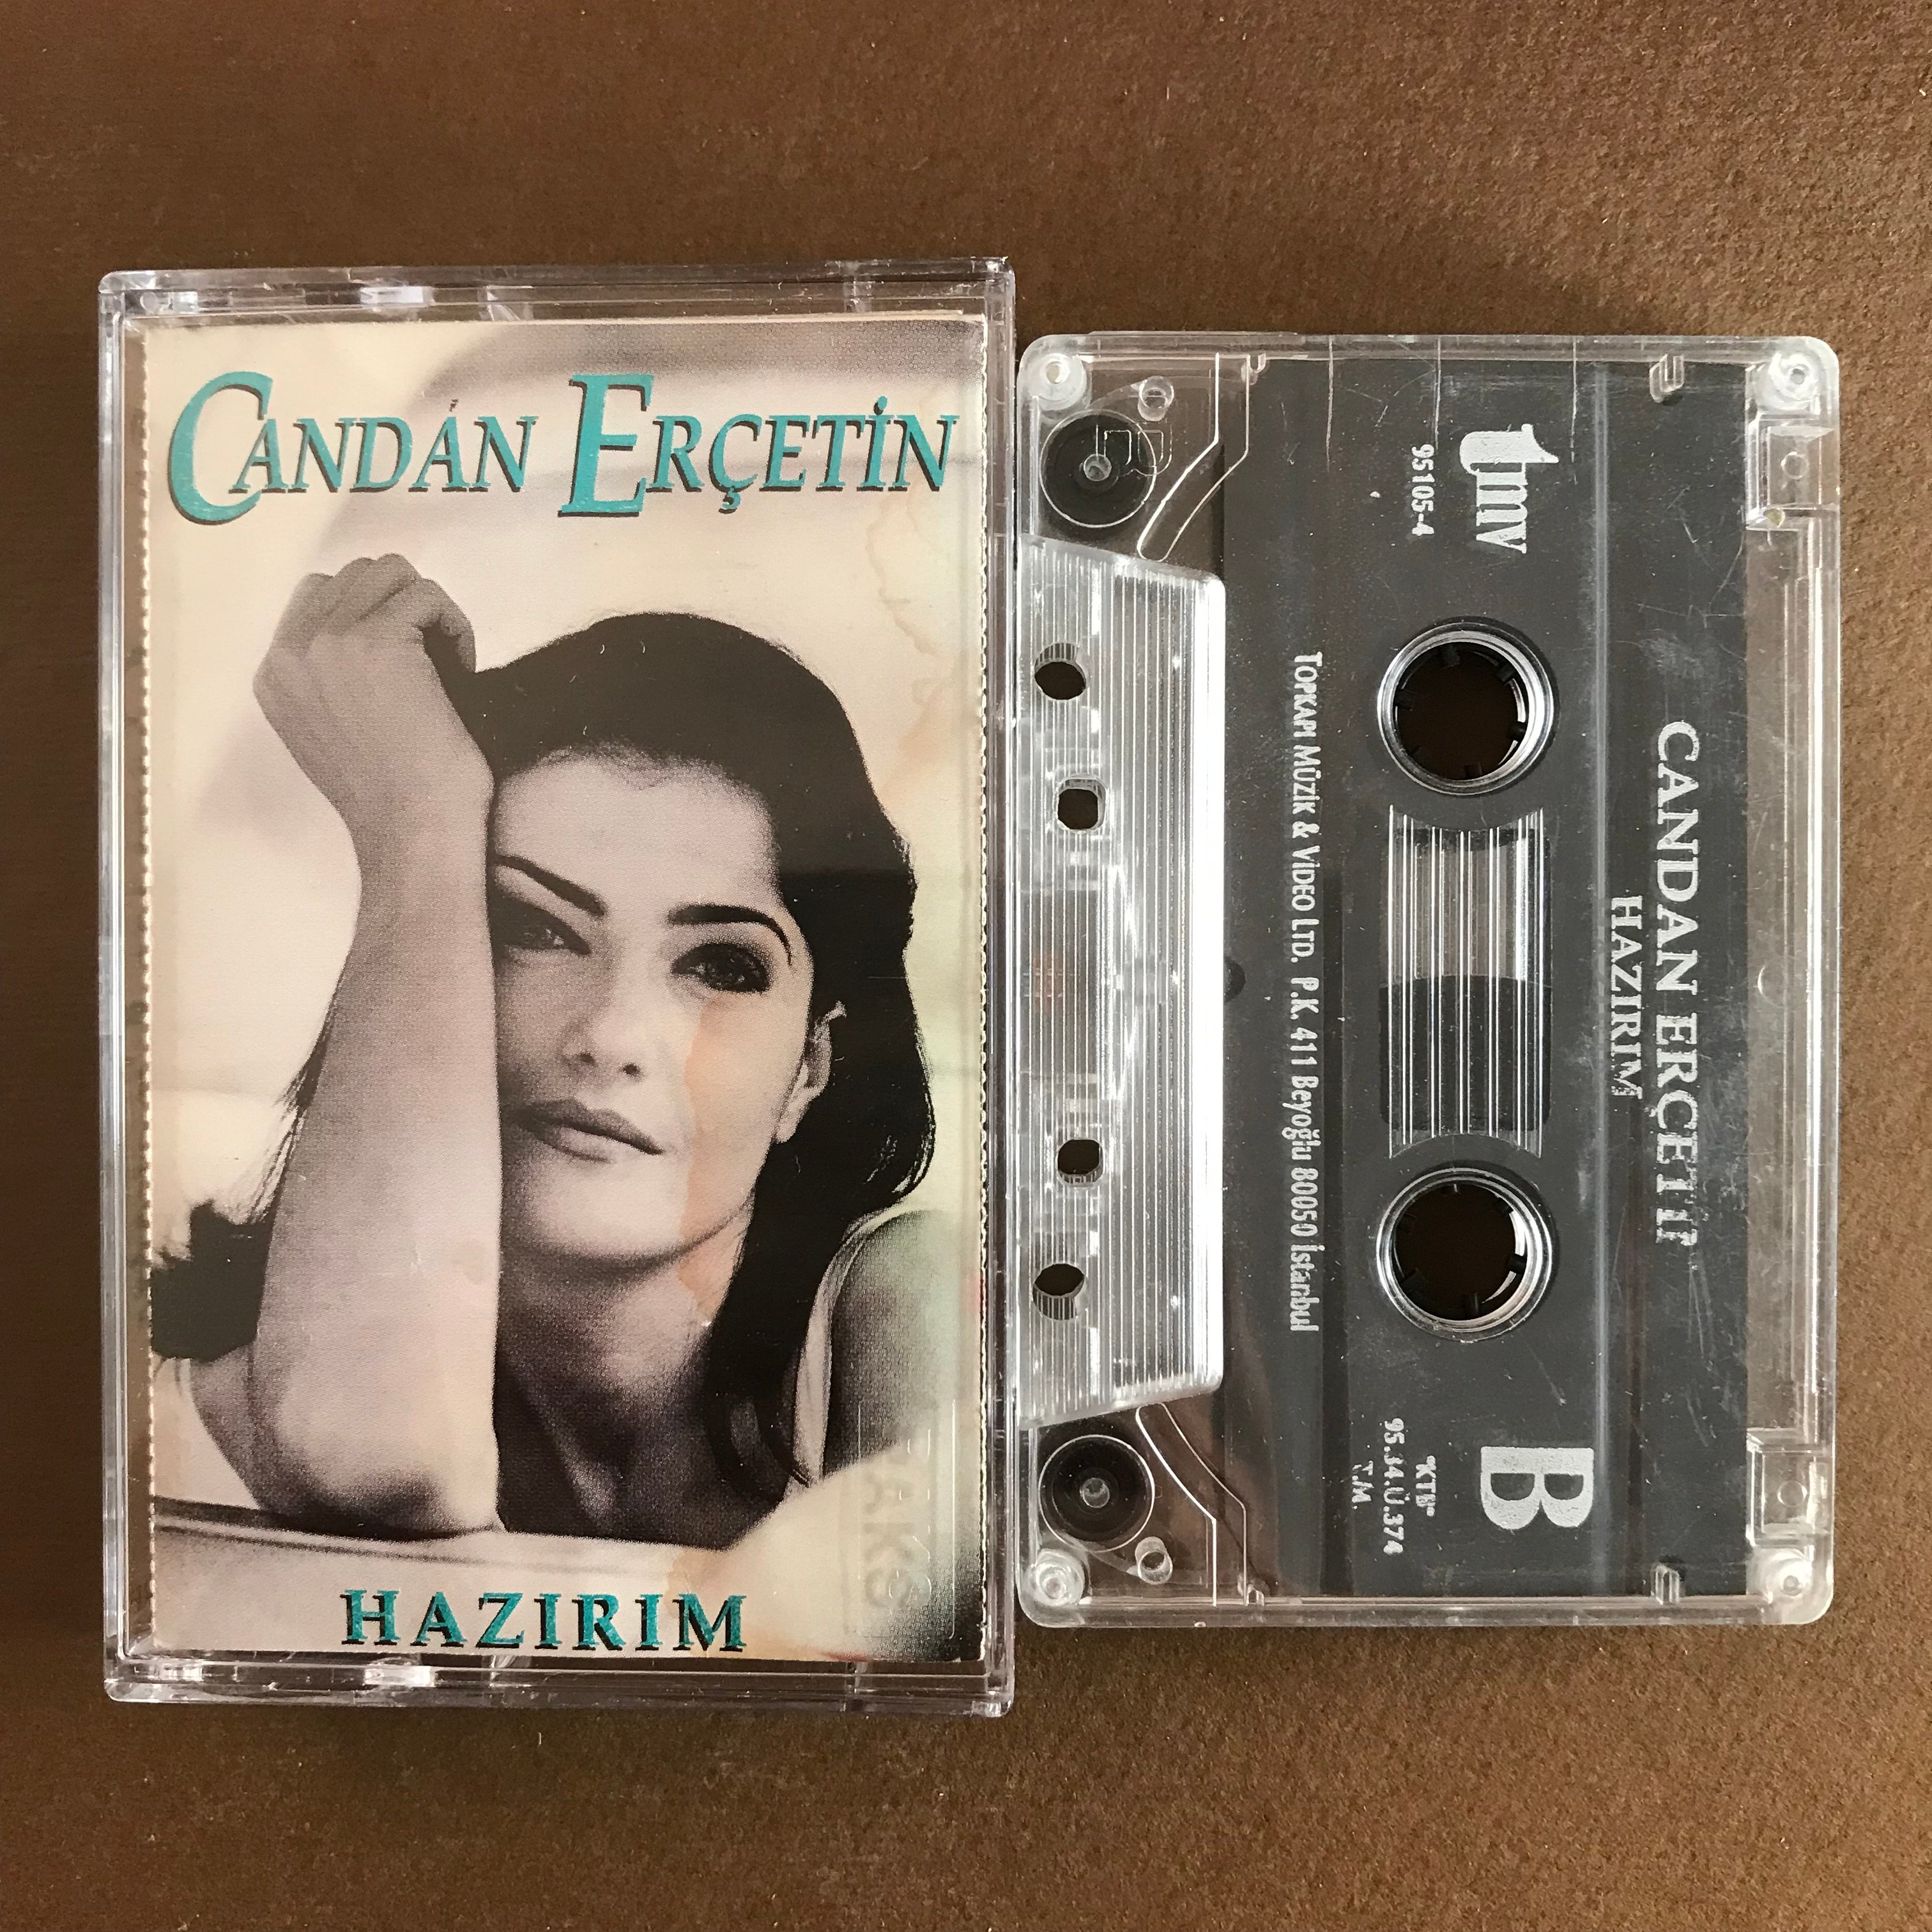 CANDAN ERÇETİN
HAZIRIM
RAKS
tmv
95105-4
CANDAN ERÇETİ
HAZIRIM
TOPKAPI MÜZİK & VİDEO LTD. P.K. 411 Beyoğlu 80050 İstanbul
B
"KTB"
95.34.Ü.374
T.M